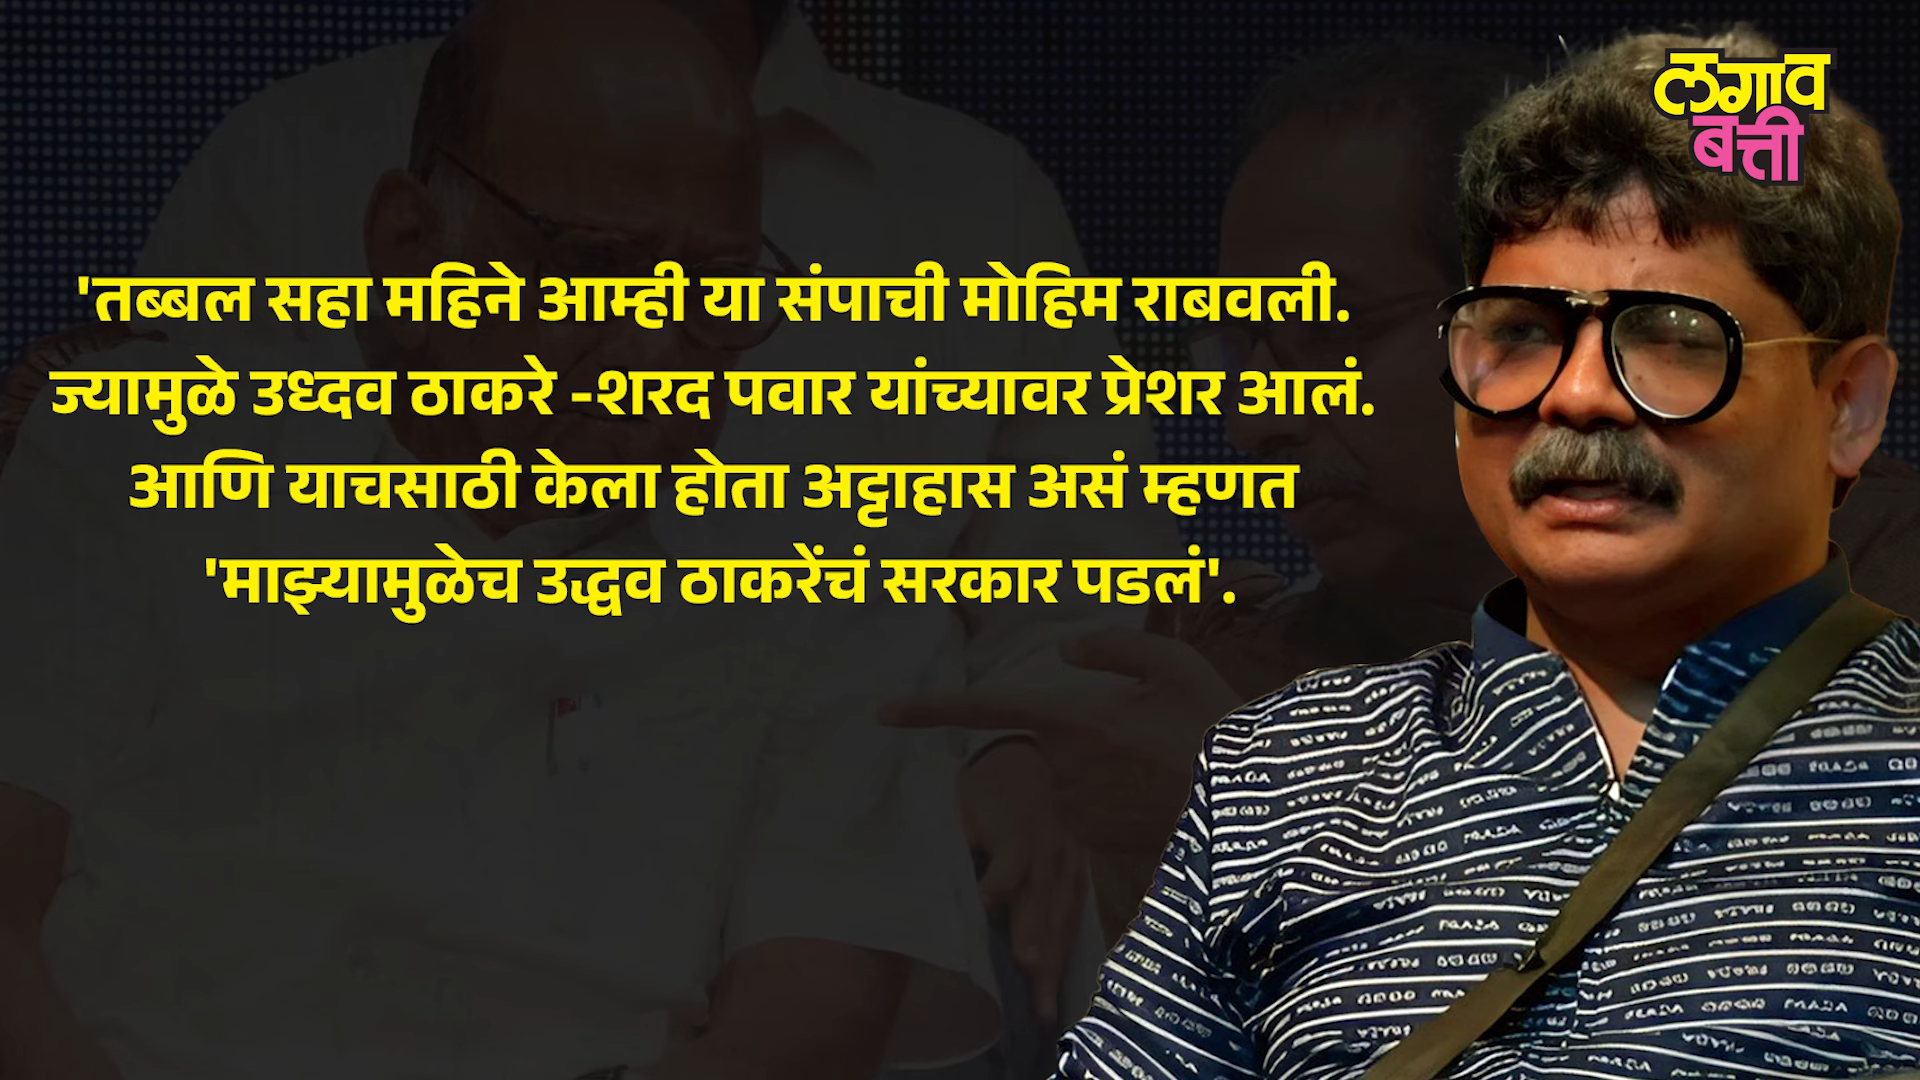 लगाव
बत्ती
'तब्बल सहा महिने आम्ही या संपाची मोहिम राबवली.
ज्यामुळे उध्दव ठाकरे -शरद पवार यांच्यावर प्रेशर आलं.
आणि याचसाठी केला होता अट्टाहास असं म्हणत
'माझ्यामुळेच उद्धव ठाकरेंचं सरकार पडलं'.